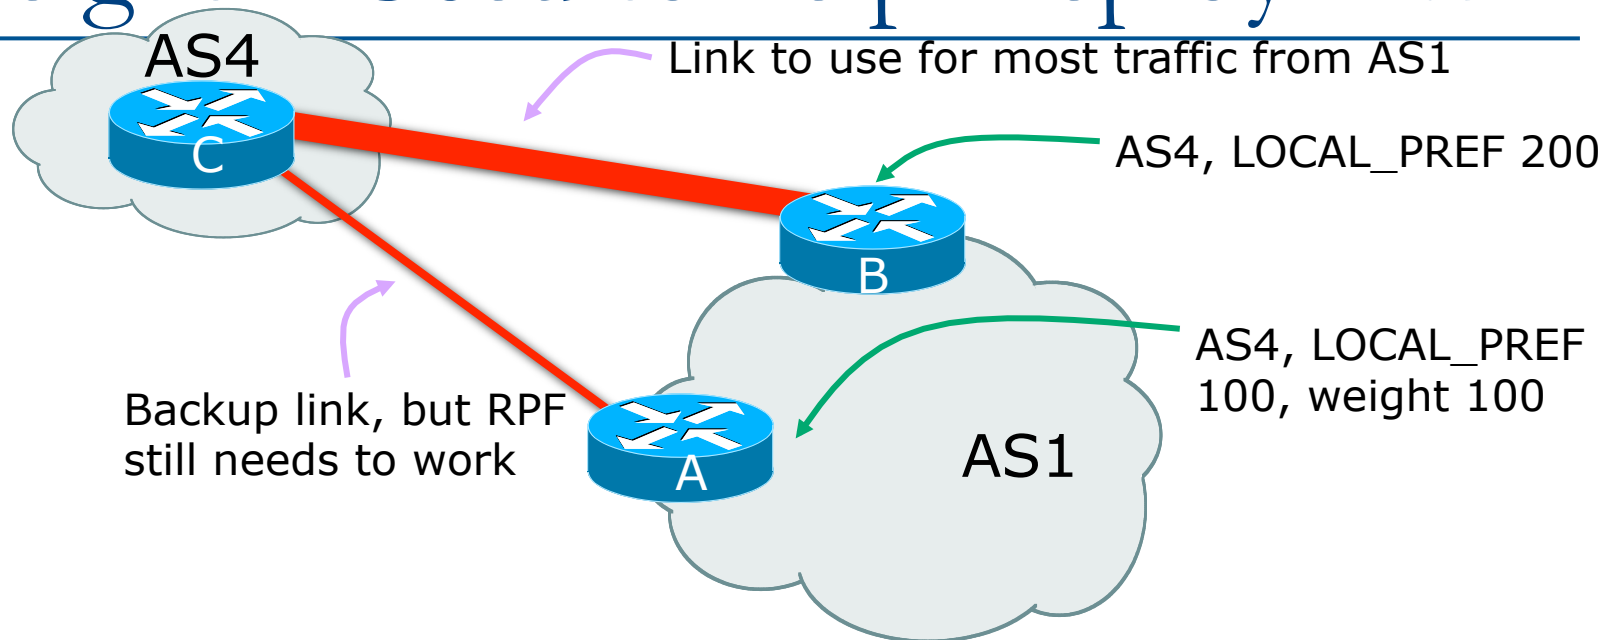 AS4
Link to use for most traffic from AS1
C
AS4, LOCAL_PREF 200
B
AS4, LOCAL_PREF
100, weight 100
Backup link, but RPF
still needs to work
A
AS1